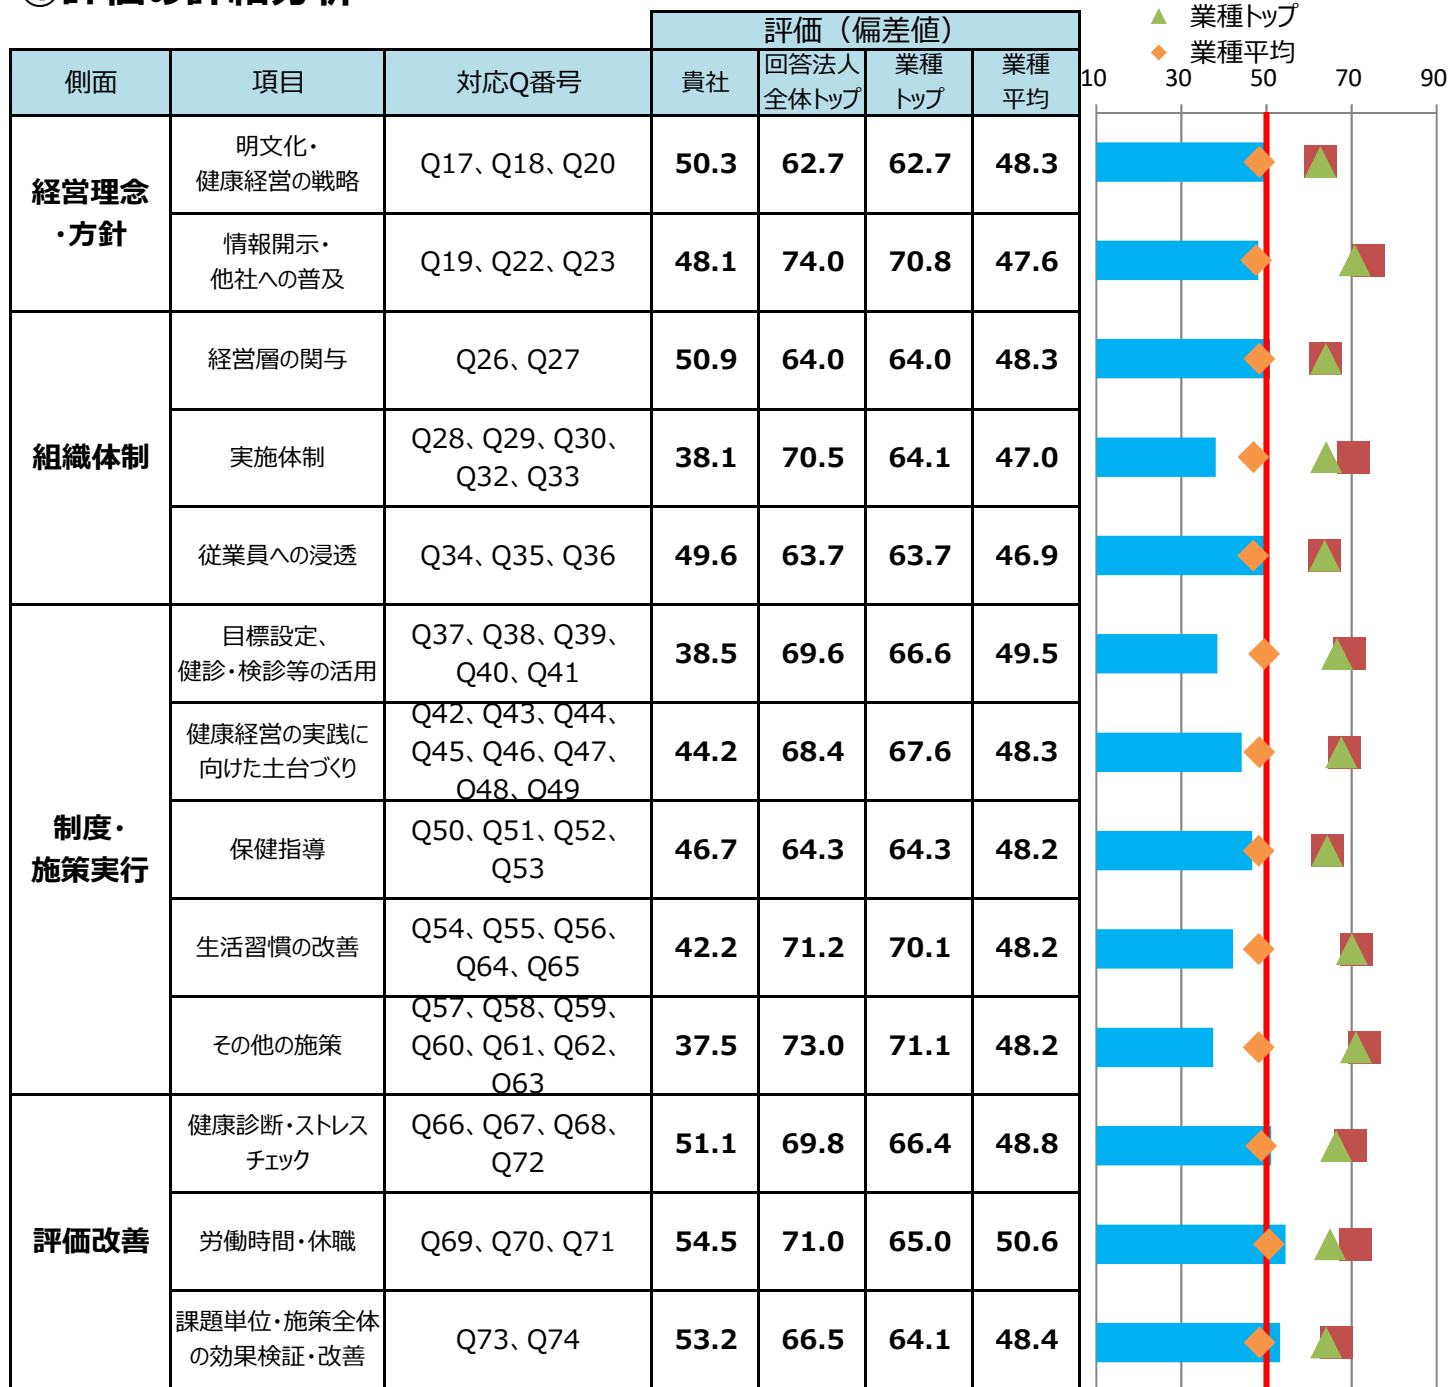 評価の詳細分析
▲ 業種トップ
◆ 業種平均
評価（偏差値）
側面 項目 対応Q番号 貴社 回答法人 全体トップ 業種 トップ 業種 平均
10 30 50 70 90
経営理念
・方針
明文化・
健康経営の戦略
Q17、Q18、Q20 50.3 62.7 62.7 48.3
情報開示・
他社への普及
Q19、Q22、Q23 48.1 74.0 70.8 47.6
組織体制
経営層の関与 Q26、Q27 50.9 64.0 64.0 48.3
実施体制
Q28、Q29、Q30、
Q32、Q33
38.1 70.5 64.1 47.0
従業員への浸透 Q34、Q35、Q36 49.6 63.7 63.7 46.9
制度・
施策実行
目標設定、
健診・検診等の活用
Q37、Q38、Q39、
Q40、Q41
38.5 69.6 66.6 49.5
健康経営の実践に
向けた土台づくり
Q42、Q43、Q44、
Q45、Q46、Q47、
Q48、Q49
44.2 68.4 67.6 48.3
保健指導
Q50、Q51、Q52、
Q53
46.7 64.3 64.3 48.2
生活習慣の改善
Q54、Q55、Q56、
Q64、Q65
42.2 71.2 70.1 48.2
その他の施策
Q57、Q58、Q59、
Q60、Q61、Q62、
Q63
37.5 73.0 71.1 48.2
評価改善
健康診断・ストレス
チェック
Q66、Q67、Q68、
Q72
51.1 69.8 66.4 48.8
労働時間・休職 Q69、Q70、Q71 54.5 71.0 65.0 50.6
課題単位・施策全体
の効果検証・改善
Q73、Q74 53.2 66.5 64.1 48.4